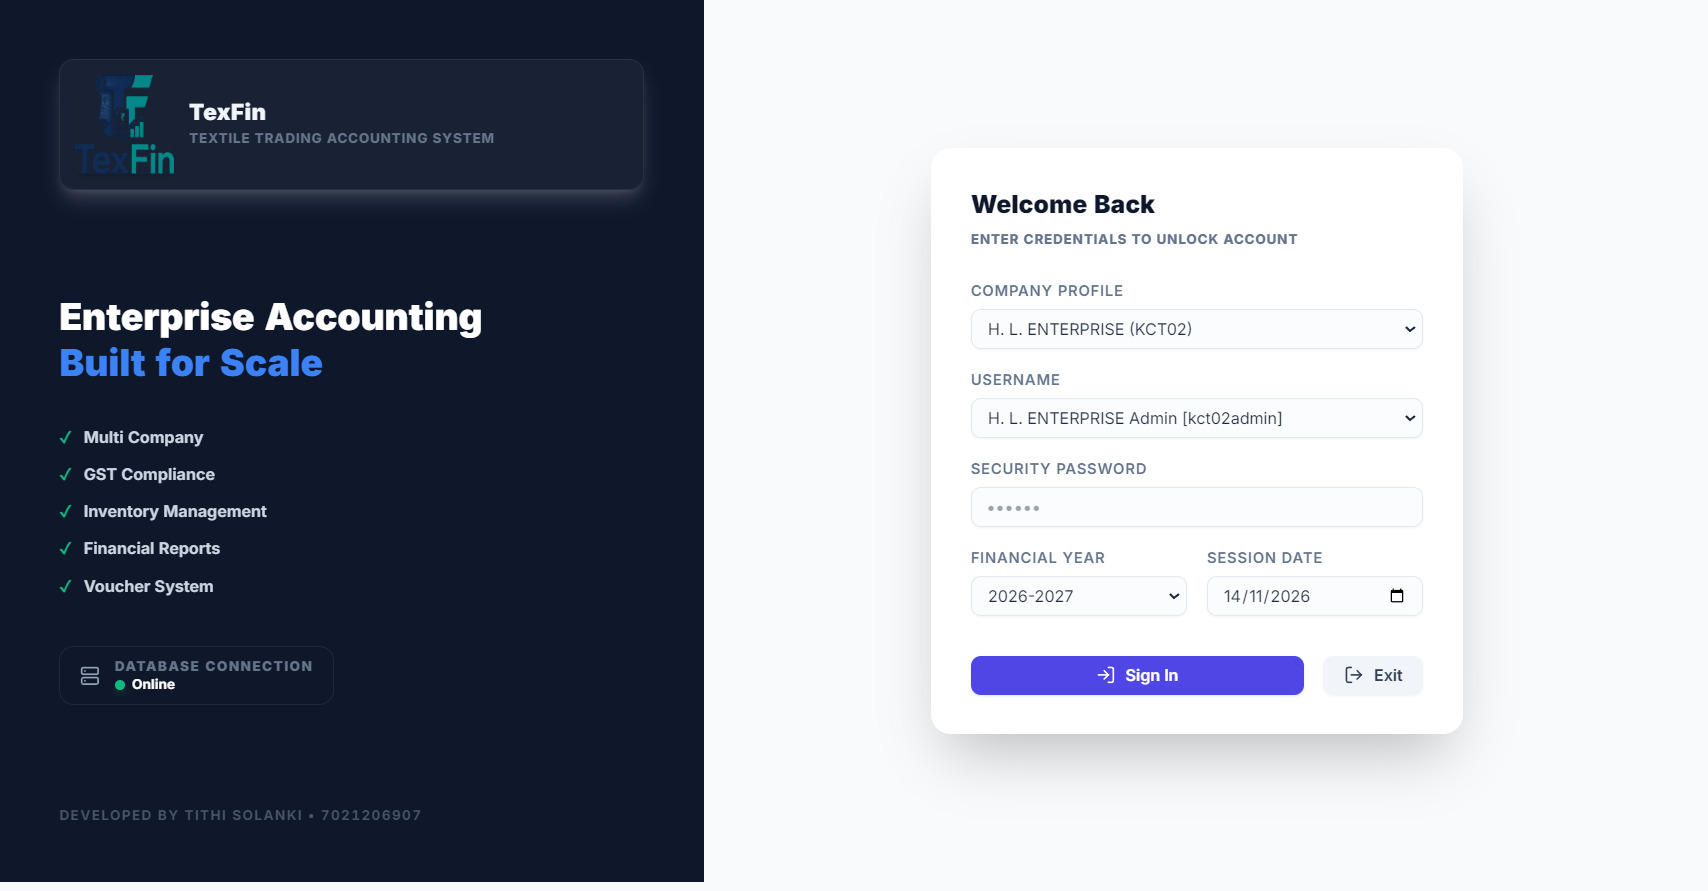 TexFin
TexFin
TEXTILE TRADING ACCOUNTING SYSTEM
Enterprise Accounting
Built for Scale
✓ Multi Company
✓ GST Compliance
✓ Inventory Management
✓ Financial Reports
✓ Voucher System
DATABASE CONNECTION
Online
DEVELOPED BY TITHI SOLANKI • 7021206907
Welcome Back
ENTER CREDENTIALS TO UNLOCK ACCOUNT
COMPANY PROFILE
H. L. ENTERPRISE (KCT02)
USERNAME
H. L. ENTERPRISE Admin [kct02admin]
SECURITY PASSWORD
••••••
FINANCIAL YEAR SESSION DATE
2026-2027 14/11/2026
Sign In Exit